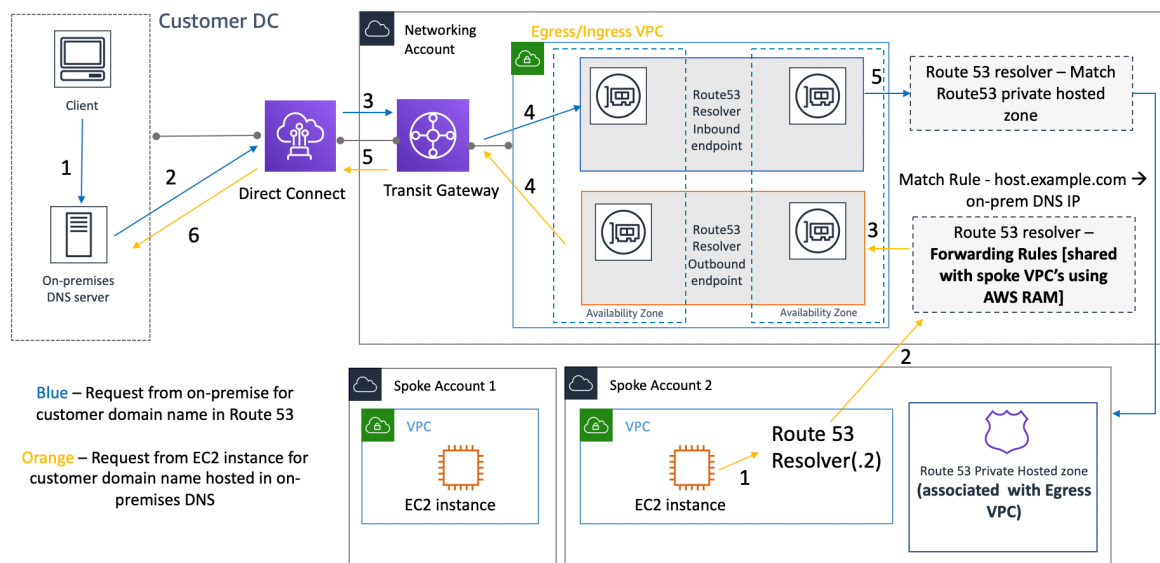 Customer DC
Client
1
2
6
On-premises
DNS server
Direct Connect
3
5
Transit Gateway
4
4
Networking
Account
Egress/Ingress VPC
Route53
Resolver
Inbound
endpoint
Route53
Resolver
Outbound
endpoint
Availability Zone
Availability Zone
5
Route 53 resolver – Match
Route53 private hosted
zone
Match Rule - host.example.com →
on-prem DNS IP
3
Route 53 resolver –
Forwarding Rules [shared
with spoke VPC's using
AWS RAM]
2
Blue – Request from on-premise for
customer domain name in Route 53
Orange – Request from EC2 instance for
customer domain name hosted in on-
premises DNS
Spoke Account 1
VPC
EC2 instance
Spoke Account 2
VPC
EC2 instance
1
Route 53
Resolver(.2)
Route 53 Private Hosted zone
(associated with Egress
VPC)